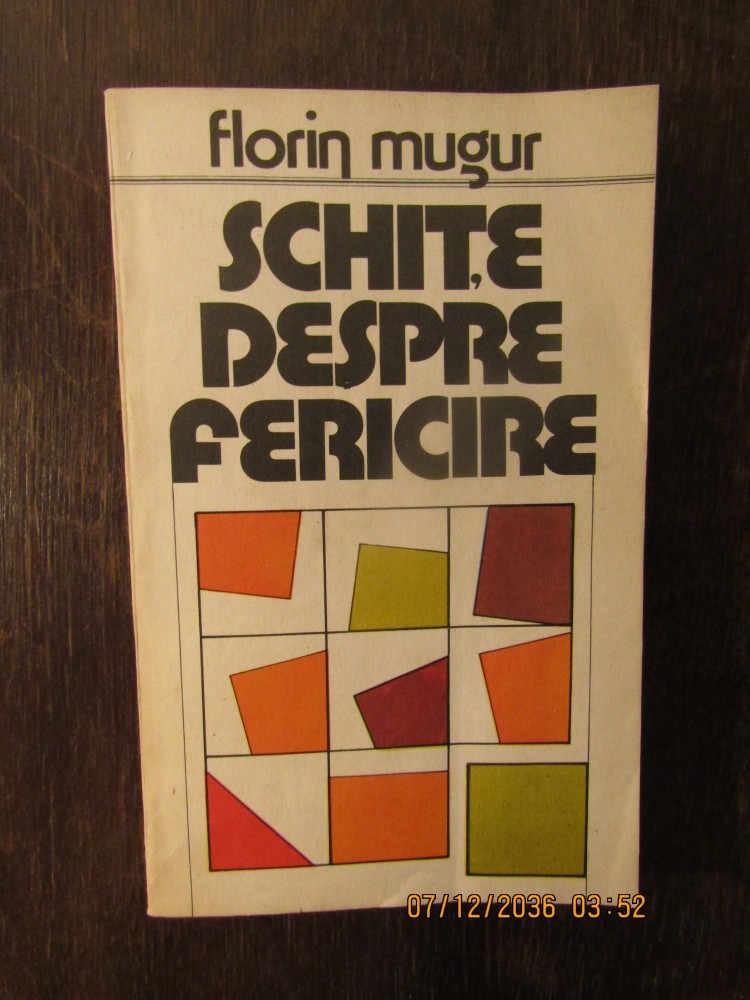 florin mugur
SCHIȚE
DESPRE
FERICIRE
07/12/2036 03:52